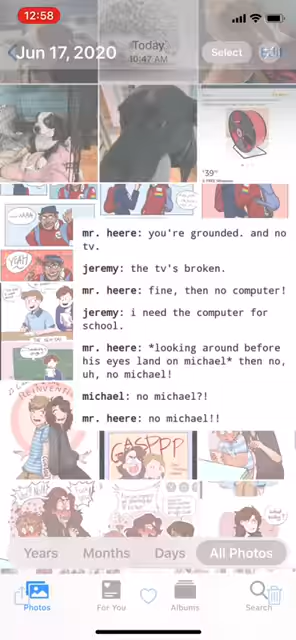 12:58
Jun 17, 2020
Today
10:47 AM
Select
$39
YEAH
mr. heere: you're grounded. and no
tv.
jeremy: the tv's broken.
mr. heere: fine, then no computer!
jeremy: i need the computer for
school.
mr. heere: *looking around before
his eyes land on michael* then no,
uh, no michael!
michael: no michael?!
mr. heere: no michael!!
GASPPP
Years
Months
Days
All Photos
Photos
For You
Albums
Search